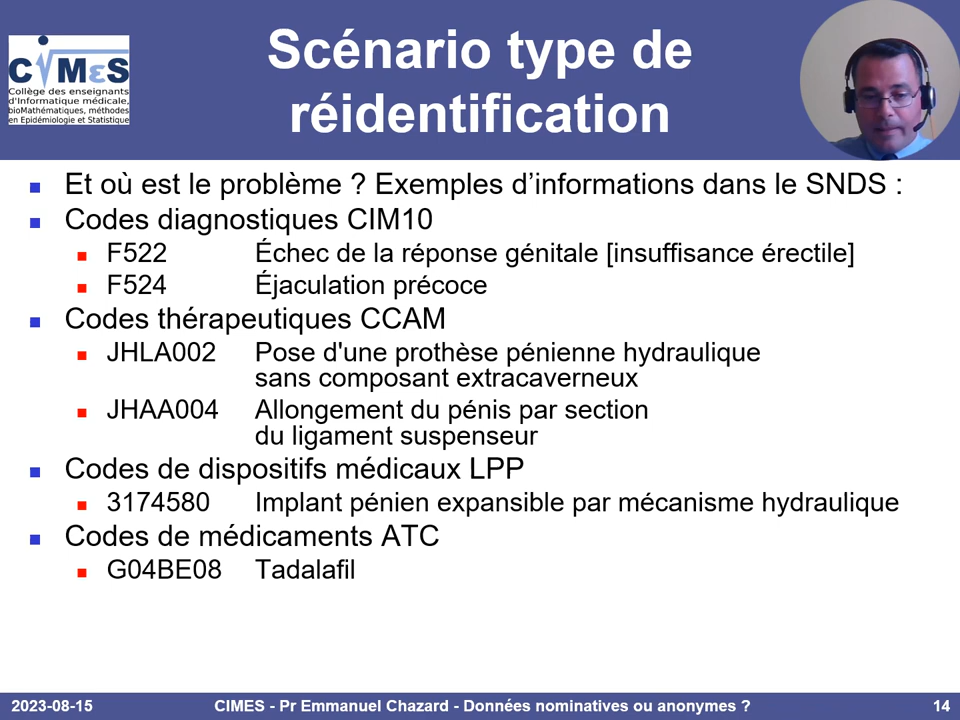 Scénario type de
réidentification
CiMεS
Collège des enseignants
d'Informatique médicale,
bioMathématiques, méthodes
en Epidémiologie et Statistique
Et où est le problème ? Exemples d’informations dans le SNDS :
Codes diagnostiques CIM10
F522 Échec de la réponse génitale [insuffisance érectile]
F524 Éjaculation précoce
Codes thérapeutiques CCAM
JHLA002 Pose d'une prothèse pénienne hydraulique
sans composant extracaverneux
JHAA004 Allongement du pénis par section
du ligament suspenseur
Codes de dispositifs médicaux LPP
3174580 Implant pénien expansible par mécanisme hydraulique
Codes de médicaments ATC
G04BE08 Tadalafil
2023-08-15 CIMES - Pr Emmanuel Chazard - Données nominatives ou anonymes ? 14